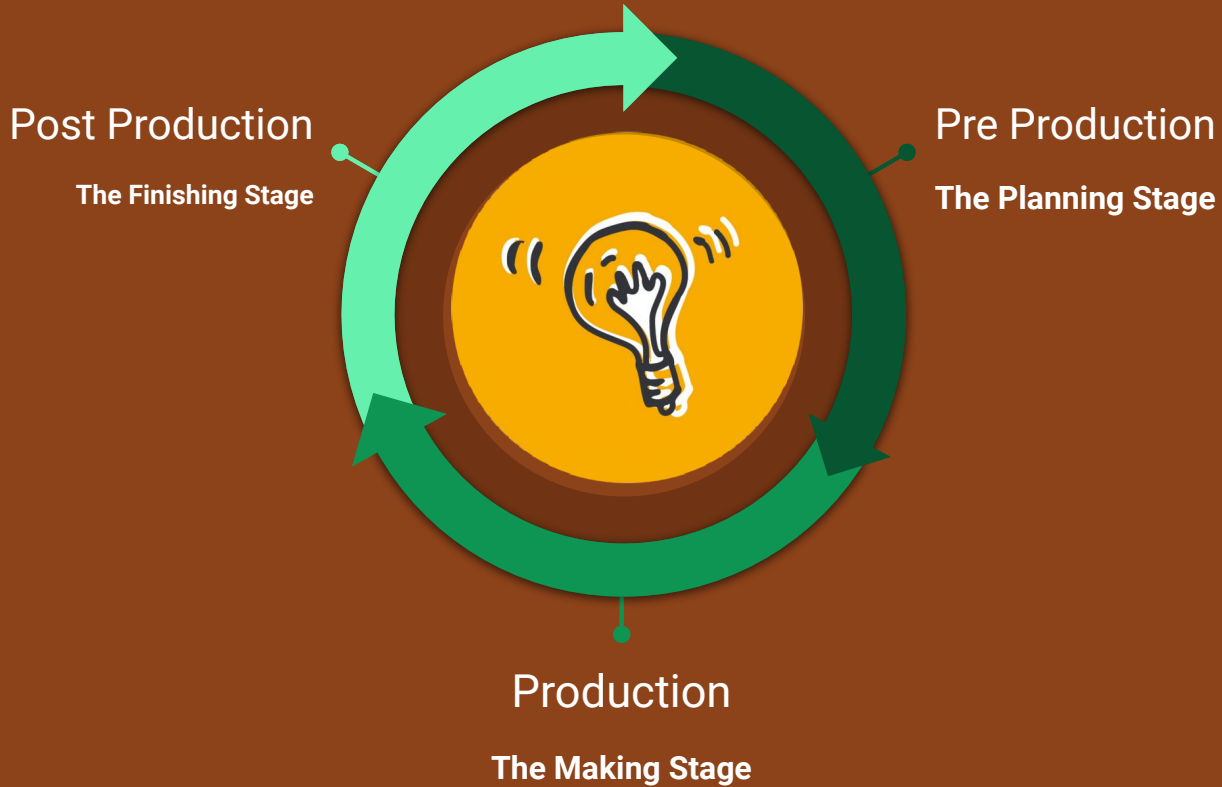 Post Production
The Finishing Stage
Pre Production
The Planning Stage
Production
The Making Stage